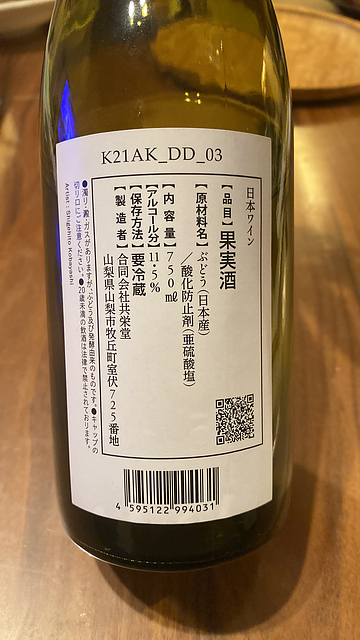 K21AK_DD_03
日本ワイン
【品目】果実酒
【原材料名】ぶどう(日本産)
/酸化防止剤(亜硫酸塩)
【内容量】750㎖
【アルコール分】11・5%
【保存方法】要冷蔵
【製造者】合同会社共栄堂
山梨県山梨市牧丘町室伏725番地
●濁り・澱・ガスがありますが、ぶどう及び発酵由来のものです。●キャップの
切り口にご注意ください。●20歳未満の飲酒は法律で禁止されております。
Artist : Shigehito Kobayashi
4 595122 994031